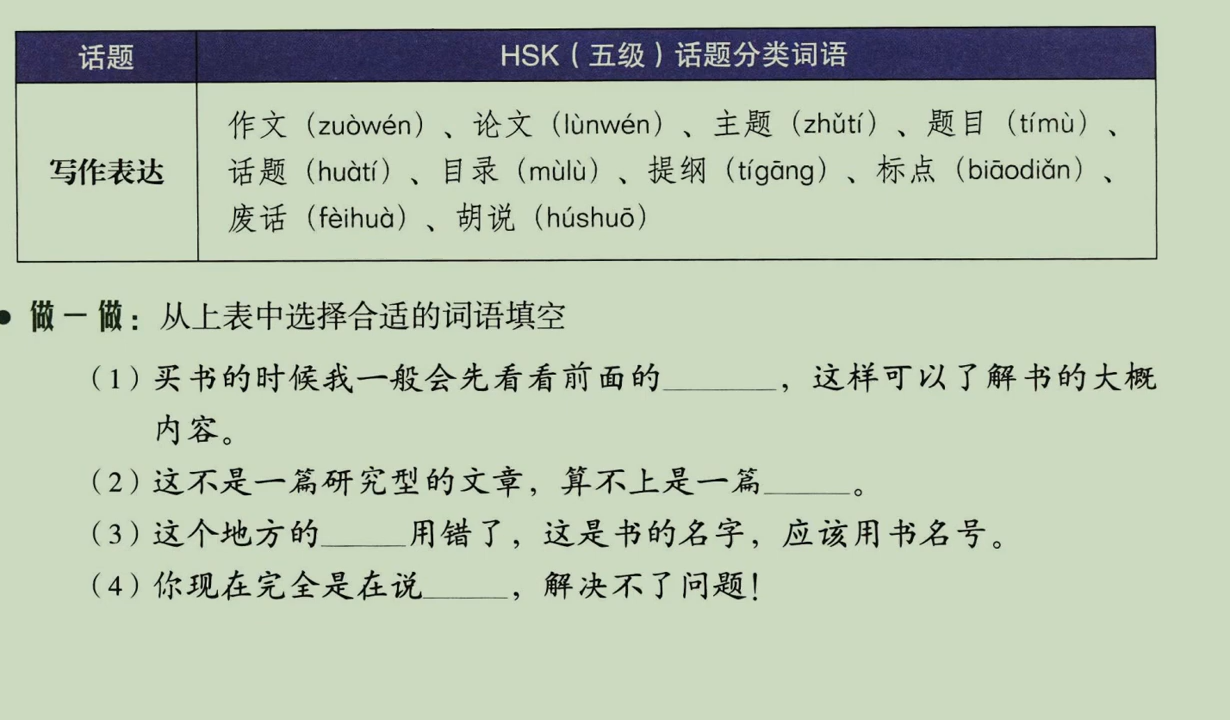 话题 HSK（五级）话题分类词语
作文（zuòwén）、论文（lùnwén）、主题（zhǔtí）、题目（tímù）、
写作表达 话题（huàtí）、目录（mùlù）、提纲（tígāng）、标点（biāodiǎn）、
废话（fèihuà）、胡说（húshuō）
● 做一做：从上表中选择合适的词语填空
（1）买书的时候我一般会先看看前面的______，这样可以了解书的大概
内容。
（2）这不是一篇研究型的文章，算不上是一篇_____。
（3）这个地方的_____用错了，这是书的名字，应该用书名号。
（4）你现在完全是在说_____，解决不了问题！